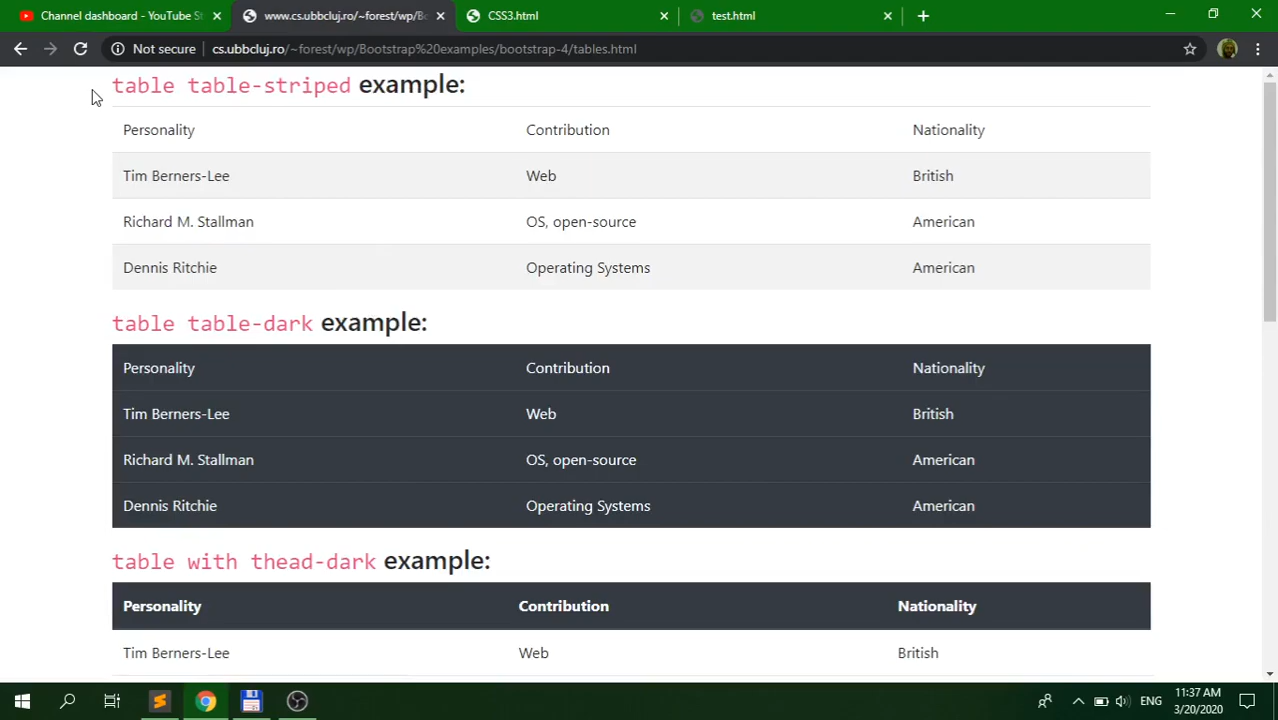 Channel dashboard - YouTube S
www.cs.ubbcluj.ro/~forest/wp/Bo
CSS3.html
test.html
Not secure
cs.ubbcluj.ro/~forest/wp/Bootstrap%20examples/bootstrap-4/tables.html
table table-striped example:
Personality Contribution Nationality
Tim Berners-Lee Web British
Richard M. Stallman OS, open-source American
Dennis Ritchie Operating Systems American
table table-dark example:
Personality Contribution Nationality
Tim Berners-Lee Web British
Richard M. Stallman OS, open-source American
Dennis Ritchie Operating Systems American
table with thead-dark example:
Personality Contribution Nationality
Tim Berners-Lee Web British
ENG
11:37 AM
3/20/2020